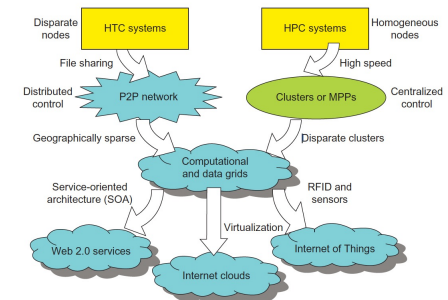 Disparate
nodes
HTC systems
HPC systems
Homogeneous
nodes
File sharing
High speed
Distributed
control
P2P network
Clusters or MPPs
Centralized
control
Geographically sparse
Disparate clusters
Computational
and data grids
Service-oriented
architecture (SOA)
RFID and
sensors
Virtualization
Web 2.0 services
Internet of Things
Internet clouds